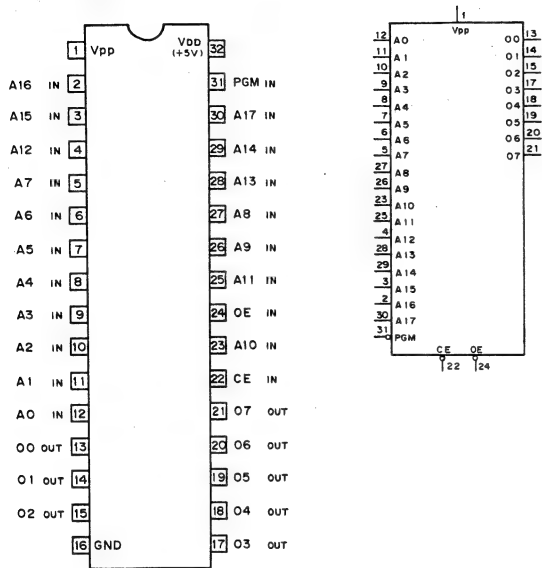 1 Vpp VDD (+5V) 32
A16 IN 2 31 PGM IN
A15 IN 3 30 A17 IN
A12 IN 4 29 A14 IN
A7 IN 5 28 A13 IN
A6 IN 6 27 A8 IN
A5 IN 7 26 A9 IN
A4 IN 8 25 A11 IN
A3 IN 9 24 OE IN
A2 IN 10 23 A10 IN
A1 IN 11 22 CE IN
A0 IN 12 21 O7 OUT
O0 OUT 13 20 O6 OUT
O1 OUT 14 19 O5 OUT
O2 OUT 15 18 O4 OUT
16 GND 17 O3 OUT
1
Vpp
12 A0 O0 13
11 A1 O1 14
10 A2 O2 15
9 A3 O3 17
8 A4 O4 18
7 A5 O5 19
6 A6 O6 20
5 A7 O7 21
27 A8
26 A9
23 A10
25 A11
4 A12
28 A13
29 A14
3 A15
2 A16
30 A17
31 PGM
CE OE
22 24